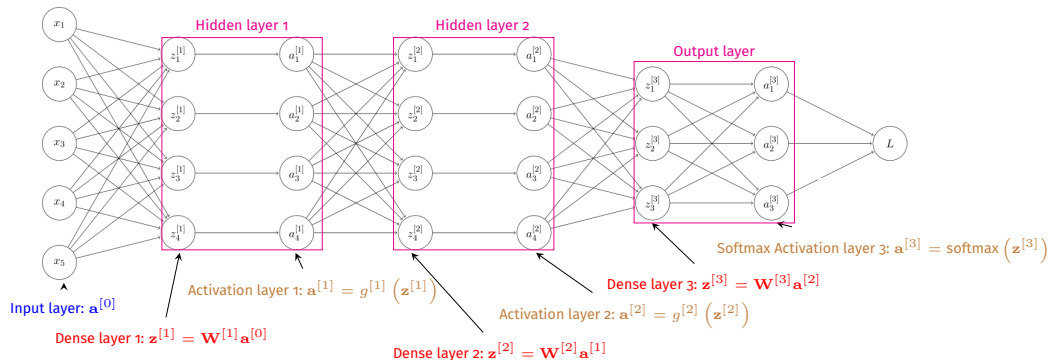 Hidden layer 1
Hidden layer 2
Output layer
x₁
x₂
x₃
x₄
x₅
z₁^[1]
z₂^[1]
z₃^[1]
z₄^[1]
a₁^[1]
a₂^[1]
a₃^[1]
a₄^[1]
z₁^[2]
z₂^[2]
z₃^[2]
z₄^[2]
a₁^[2]
a₂^[2]
a₃^[2]
a₄^[2]
z₁^[3]
z₂^[3]
z₃^[3]
a₁^[3]
a₂^[3]
a₃^[3]
L
Softmax Activation layer 3: a^[3] = softmax (z^[3])
Dense layer 3: z^[3] = W^[3]a^[2]
Activation layer 1: a^[1] = g^[1] (z^[1])
Input layer: a^[0]
Activation layer 2: a^[2] = g^[2] (z^[2])
Dense layer 1: z^[1] = W^[1]a^[0]
Dense layer 2: z^[2] = W^[2]a^[1]